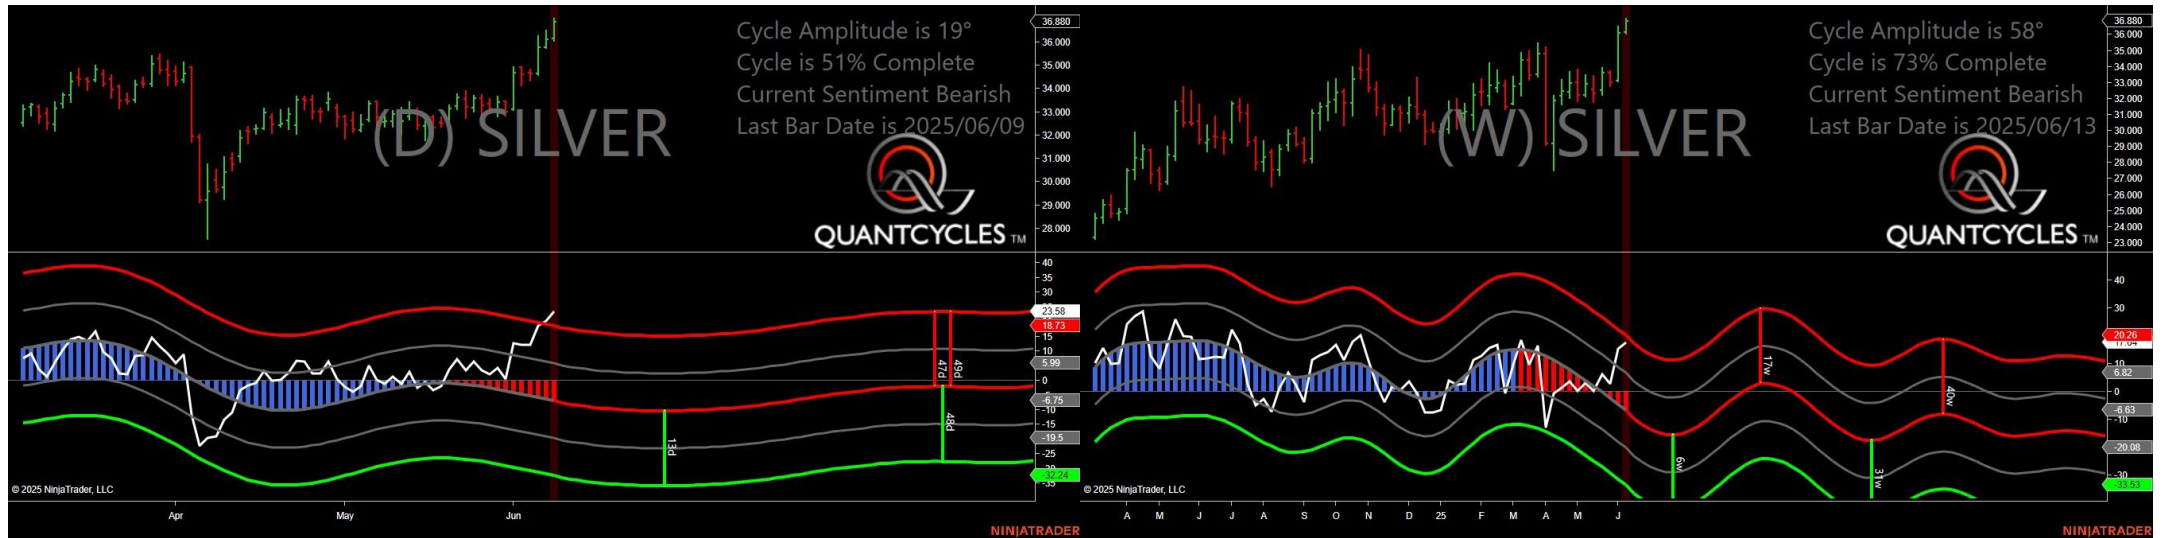 Cycle Amplitude is 19°
Cycle is 51% Complete
Current Sentiment Bearish
Last Bar Date is 2025/06/09
(D) SILVER
QUANTCYCLES TM
36.880
36.000
35.000
34.000
33.000
32.000
31.000
30.000
29.000
28.000
40
35
30
23.58
18.73
15
10
5.99
0
-6.75
-10
-15
-19.5
-25
-32.24
-35
47d
49d
48d
13d
© 2025 NinjaTrader, LLC
Apr
May
Jun
NINJATRADER
Cycle Amplitude is 58°
Cycle is 73% Complete
Current Sentiment Bearish
Last Bar Date is 2025/06/13
(W) SILVER
QUANTCYCLES TM
36.880
36.000
35.000
34.000
33.000
32.000
31.000
30.000
29.000
28.000
27.000
26.000
25.000
24.000
23.000
40
30
20.26
10
6.82
0
-6.63
-10
-20.08
-30
-33.53
17w
40w
6w
31w
© 2025 NinjaTrader, LLC
A
M
J
J
A
S
O
N
D
25
F
M
A
M
J
NINJATRADER